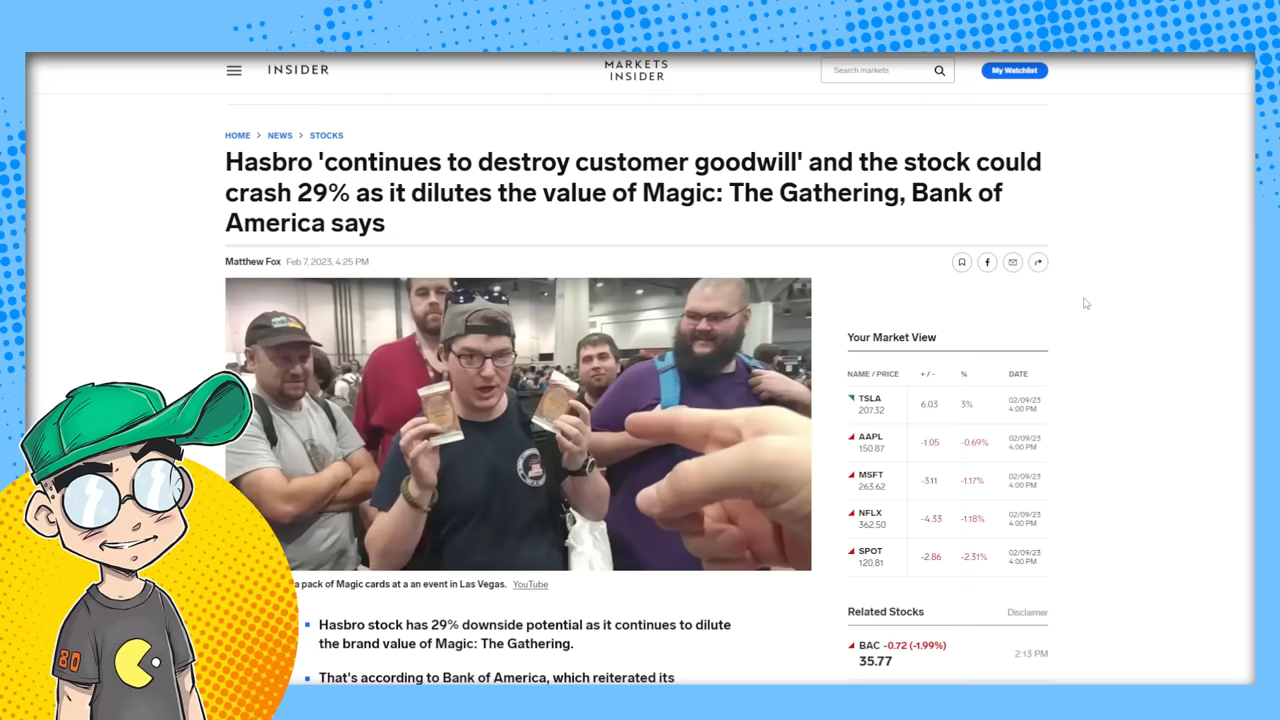 INSIDER
MARKETS
INSIDER
Search markets
My Watchlist
HOME > NEWS > STOCKS
Hasbro 'continues to destroy customer goodwill' and the stock could
crash 29% as it dilutes the value of Magic: The Gathering, Bank of
America says
Matthew Fox Feb 7, 2023, 4:25 PM
a pack of Magic cards at a an event in Las Vegas. YouTube
Hasbro stock has 29% downside potential as it continues to dilute
the brand value of Magic: The Gathering.
That's according to Bank of America, which reiterated its
Your Market View
NAME / PRICE + / - % DATE
TSLA 6.03 3% 02/09/23
207.32 4:00 PM
AAPL -1.05 -0.69% 02/09/23
150.87 4:00 PM
MSFT -3.11 -1.17% 02/09/23
263.62 4:00 PM
NFLX -4.33 -1.18% 02/09/23
362.50 4:00 PM
SPOT -2.86 -2.31% 02/09/23
120.81 4:00 PM
Related Stocks Disclaimer
BAC -0.72 (-1.99%) 2:13 PM
35.77
80